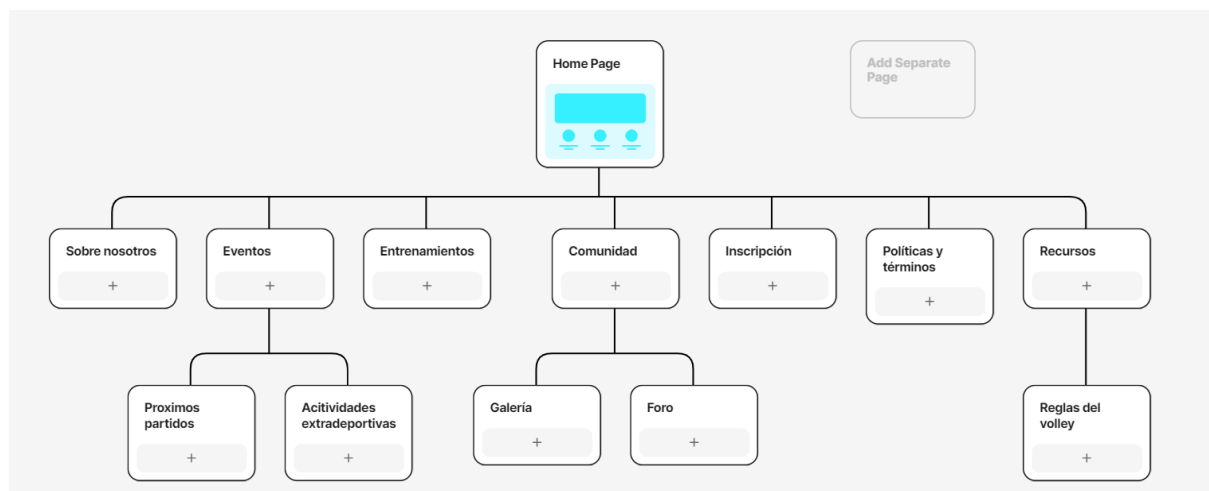 Home Page
Add Separate
Page
Sobre nosotros
Eventos
Entrenamientos
Comunidad
Inscripción
Políticas y
términos
Recursos
+
+
+
+
+
+
+
Proximos
partidos
Acitividades
extradeportivas
Galería
Foro
Reglas del
volley
+
+
+
+
+